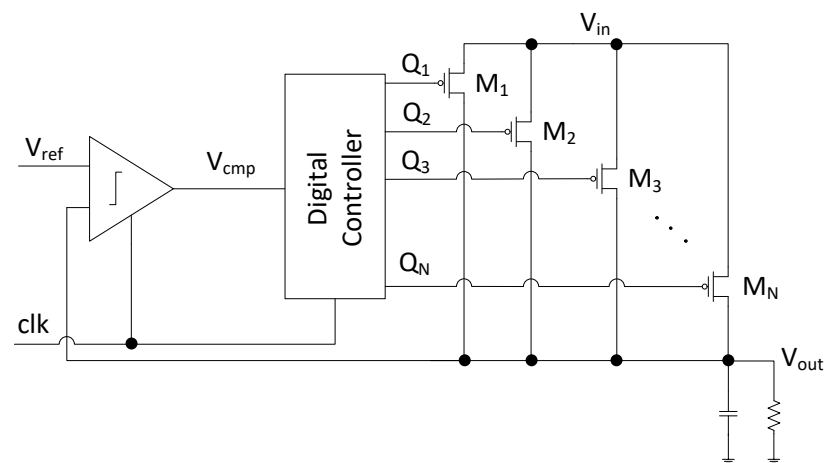 V_in
Q_1
M_1
Q_2
M_2
V_ref
V_cmp
Digital
Controller
Q_3
M_3
Q_N
M_N
clk
V_out